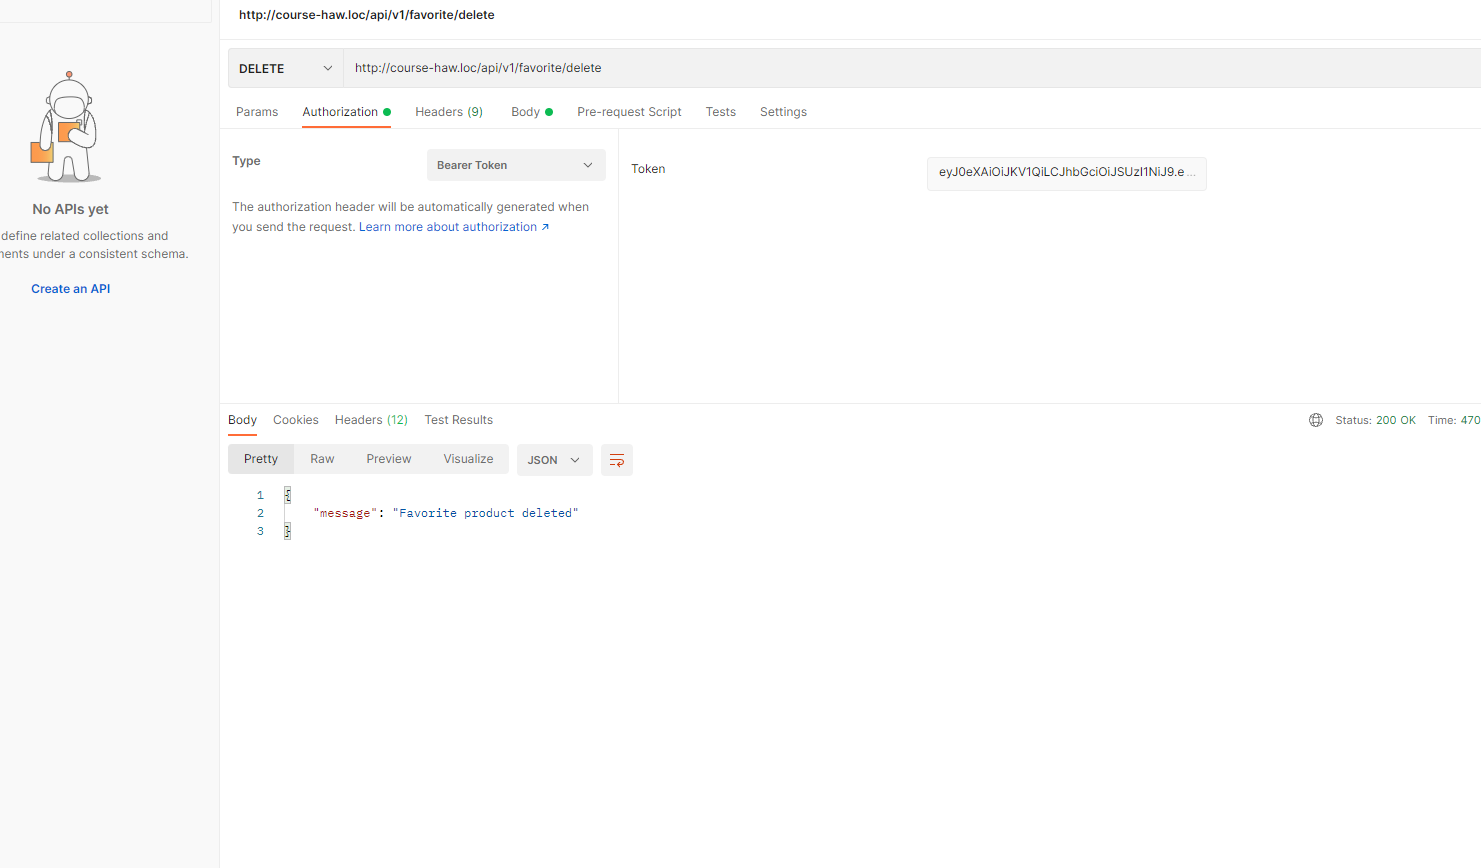 http://course-haw.loc/api/v1/favorite/delete
DELETE http://course-haw.loc/api/v1/favorite/delete
Params Authorization Headers (9) Body Pre-request Script Tests Settings
Type Bearer Token
The authorization header will be automatically generated when
you send the request. Learn more about authorization ↗
Token eyJ0eXAiOiJKV1QiLCJhbGciOiJSUzI1NiJ9.e ...
No APIs yet
define related collections and
nents under a consistent schema.
Create an API
Body Cookies Headers (12) Test Results Status: 200 OK Time: 470
Pretty Raw Preview Visualize JSON
1 {
2 "message": "Favorite product deleted"
3 }